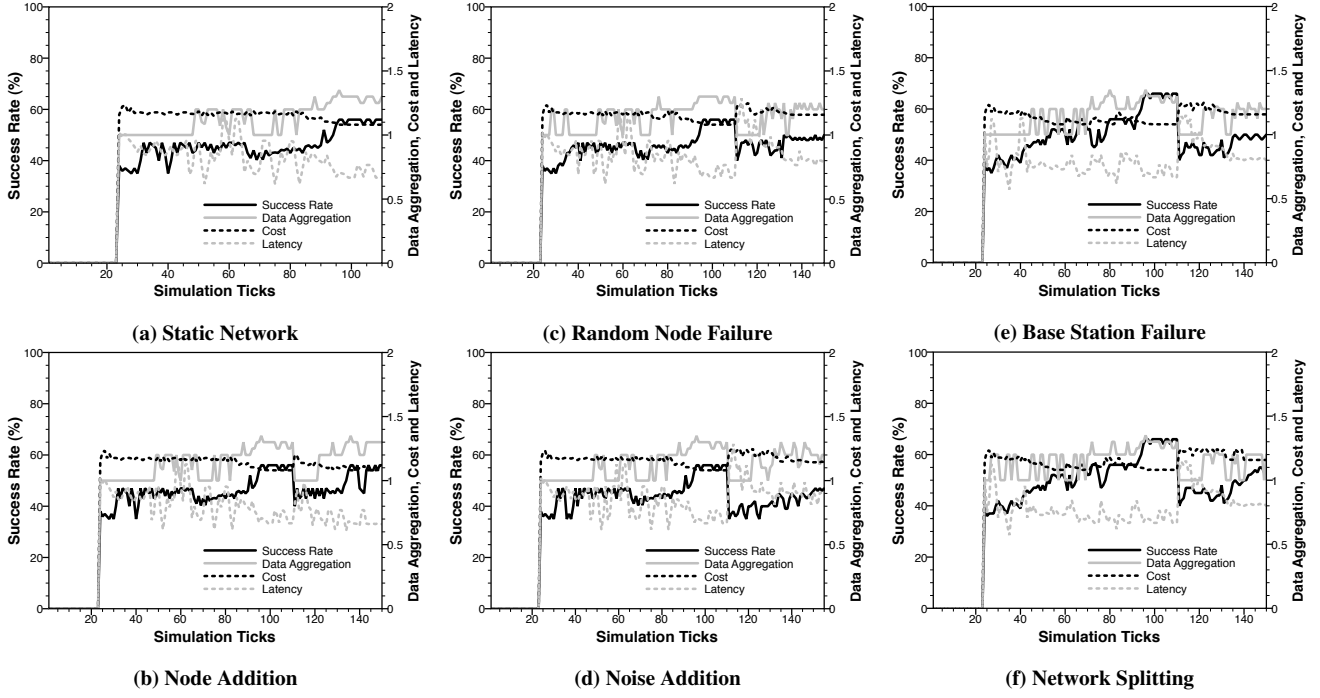 100
80
60
40
20
0
Success Rate (%)
2
1.5
1
0.5
0
Data Aggregation, Cost and Latency
Success Rate
Data Aggregation
Cost
Latency
20 40 60 80 100
Simulation Ticks
(a) Static Network
100
80
60
40
20
0
Success Rate (%)
2
1.5
1
0.5
0
Data Aggregation, Cost and Latency
Success Rate
Data Aggregation
Cost
Latency
20 40 60 80 100 120 140
Simulation Ticks
(c) Random Node Failure
100
80
60
40
20
0
Success Rate (%)
2
1.5
1
0.5
0
Data Aggregation, Cost and Latency
Success Rate
Data Aggregation
Cost
Latency
20 40 60 80 100 120 140
Simulation Ticks
(e) Base Station Failure
100
80
60
40
20
0
Success Rate (%)
2
1.5
1
0.5
0
Data Aggregation, Cost and Latency
Success Rate
Data Aggregation
Cost
Latency
20 40 60 80 100 120 140
Simulation Ticks
(b) Node Addition
100
80
60
40
20
0
Success Rate (%)
2
1.5
1
0.5
0
Data Aggregation, Cost and Latency
Success Rate
Data Aggregation
Cost
Latency
20 40 60 80 100 120 140
Simulation Ticks
(d) Noise Addition
100
80
60
40
20
0
Success Rate (%)
2
1.5
1
0.5
0
Data Aggregation, Cost and Latency
Success Rate
Data Aggregation
Cost
Latency
20 40 60 80 100 120 140
Simulation Ticks
(f) Network Splitting